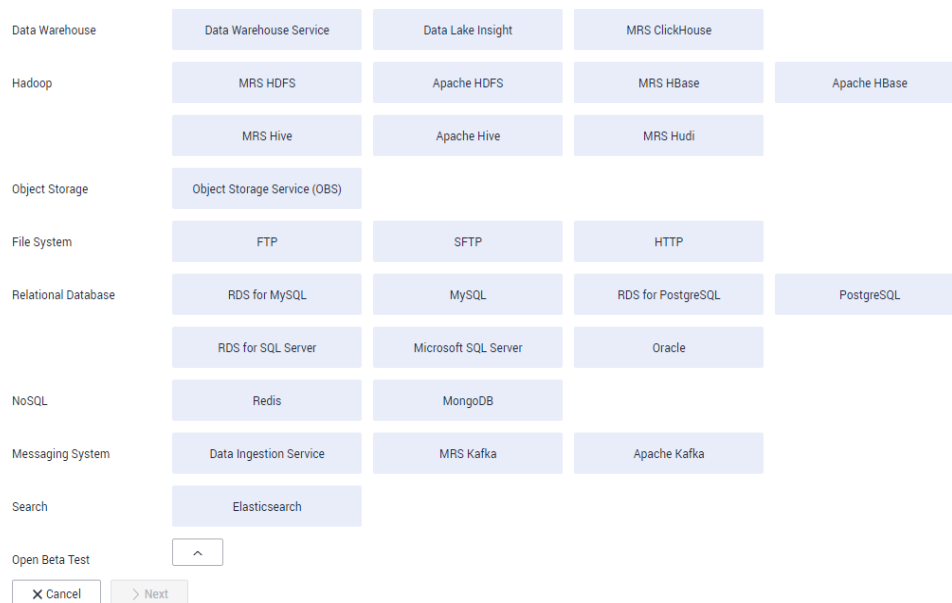 Data Warehouse Data Warehouse Service Data Lake Insight MRS ClickHouse
Hadoop MRS HDFS Apache HDFS MRS HBase Apache HBase
MRS Hive Apache Hive MRS Hudi
Object Storage Object Storage Service (OBS)
File System FTP SFTP HTTP
Relational Database RDS for MySQL MySQL RDS for PostgreSQL PostgreSQL
RDS for SQL Server Microsoft SQL Server Oracle
NoSQL Redis MongoDB
Messaging System Data Ingestion Service MRS Kafka Apache Kafka
Search Elasticsearch
Open Beta Test
Cancel Next